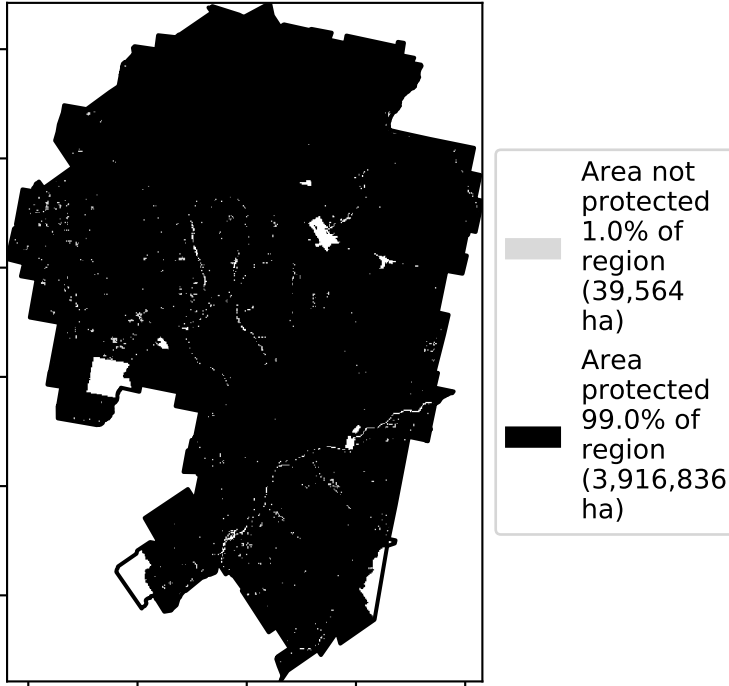 Area not
protected
1.0% of
region
(39,564
ha)
Area
protected
99.0% of
region
(3,916,836
ha)